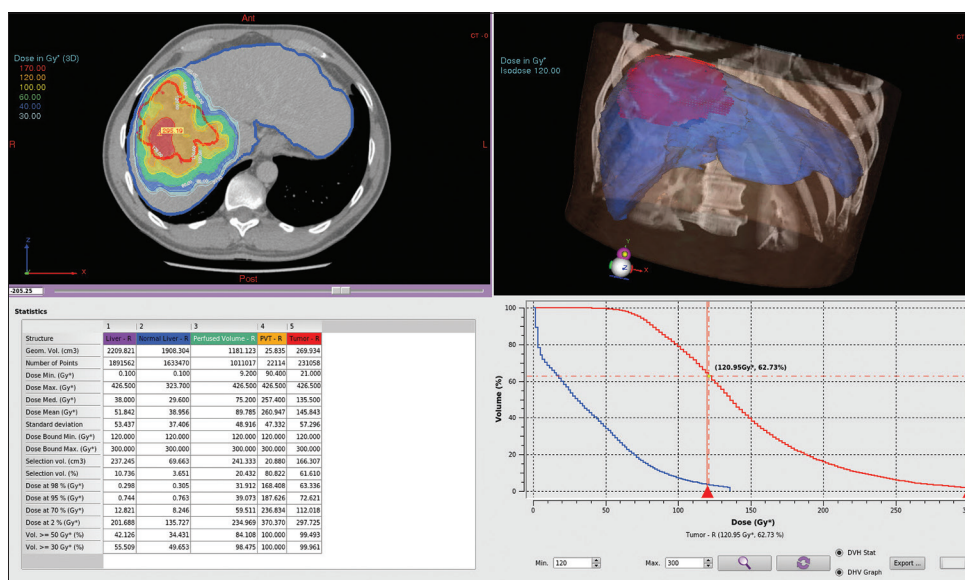 Ant
CT - 0
Dose in Gy* (3D)
170.00
120.00
100.00
60.00
40.00
30.00
R
L
Z
Y
X
Post
-205.25
CT
Dose in Gy*
Isodose 120.00
Y
Z
X
Statistics
1 2 3 4 5
Structure Liver - R Normal Liver - R Perfused Volume - R PVT - R Tumor - R
Geom. Vol. (cm3) 2209.821 1908.304 1181.123 25.835 269.934
Number of Points 1891562 1633470 1011017 22114 231058
Dose Min. (Gy*) 0.100 0.100 9.200 90.400 21.000
Dose Max. (Gy*) 426.500 323.700 426.500 426.500 426.500
Dose Med. (Gy*) 38.000 29.600 75.200 257.400 135.500
Dose Mean (Gy*) 51.842 38.956 89.785 260.947 145.843
Standard deviation 53.437 37.406 48.916 47.332 57.296
Dose Bound Min. (Gy*) 120.000 120.000 120.000 120.000 120.000
Dose Bound Max. (Gy*) 300.000 300.000 300.000 300.000 300.000
Selection vol. (cm3) 237.245 69.663 241.333 20.880 166.307
Selection vol. (%) 10.736 3.651 20.432 80.822 61.610
Dose at 98 % (Gy*) 0.298 0.305 31.912 168.408 63.336
Dose at 95 % (Gy*) 0.744 0.763 39.073 187.626 72.621
Dose at 70 % (Gy*) 12.821 8.246 59.511 236.834 112.018
Dose at 2 % (Gy*) 201.688 135.727 234.969 370.370 297.725
Vol. >= 50 Gy* (%) 42.126 34.431 84.108 100.000 99.493
Vol. >= 30 Gy* (%) 55.509 49.653 98.475 100.000 99.961
100
80
60
40
20
0
Volume (%)
(120.95Gy*, 62.73%)
0 50 100 150 200 250
Dose (Gy*)
Tumor - R (120.95 Gy*, 62.73 %)
Min. 120
Max. 300
DVH Stat
DHV Graph
Export ...